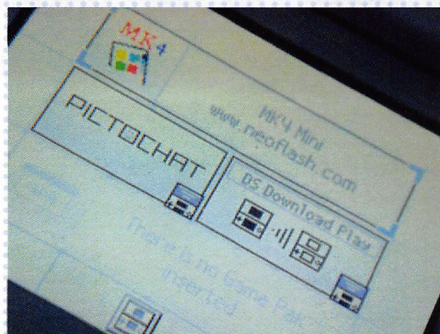 MK4
MK4 Mini
www.neoflash.com
PICTOCHAT
DS Download Play
There is no Game Pak
inserted.